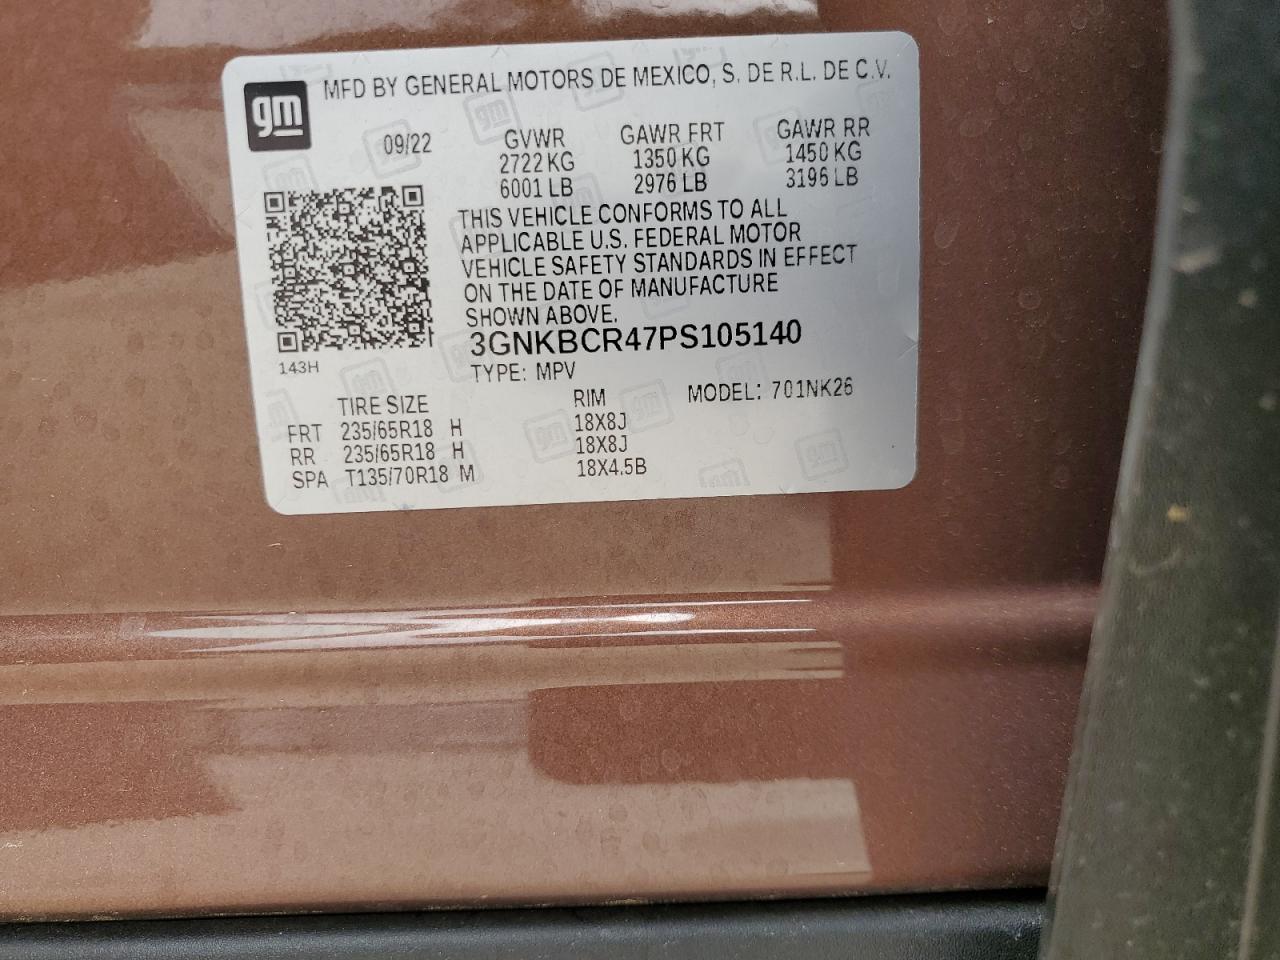 gm
MFD BY GENERAL MOTORS DE MEXICO, S. DE R.L. DE C.V.
09/22 GVWR GAWR FRT GAWR RR
2722 KG 1350 KG 1450 KG
6001 LB 2976 LB 3196 LB
THIS VEHICLE CONFORMS TO ALL
APPLICABLE U.S. FEDERAL MOTOR
VEHICLE SAFETY STANDARDS IN EFFECT
ON THE DATE OF MANUFACTURE
SHOWN ABOVE.
3GNKBCR47PS105140
143H
TYPE: MPV
MODEL: 701NK26
TIRE SIZE RIM
FRT 235/65R18 H 18X8J
RR 235/65R18 H 18X8J
SPA T135/70R18 M 18X4.5B